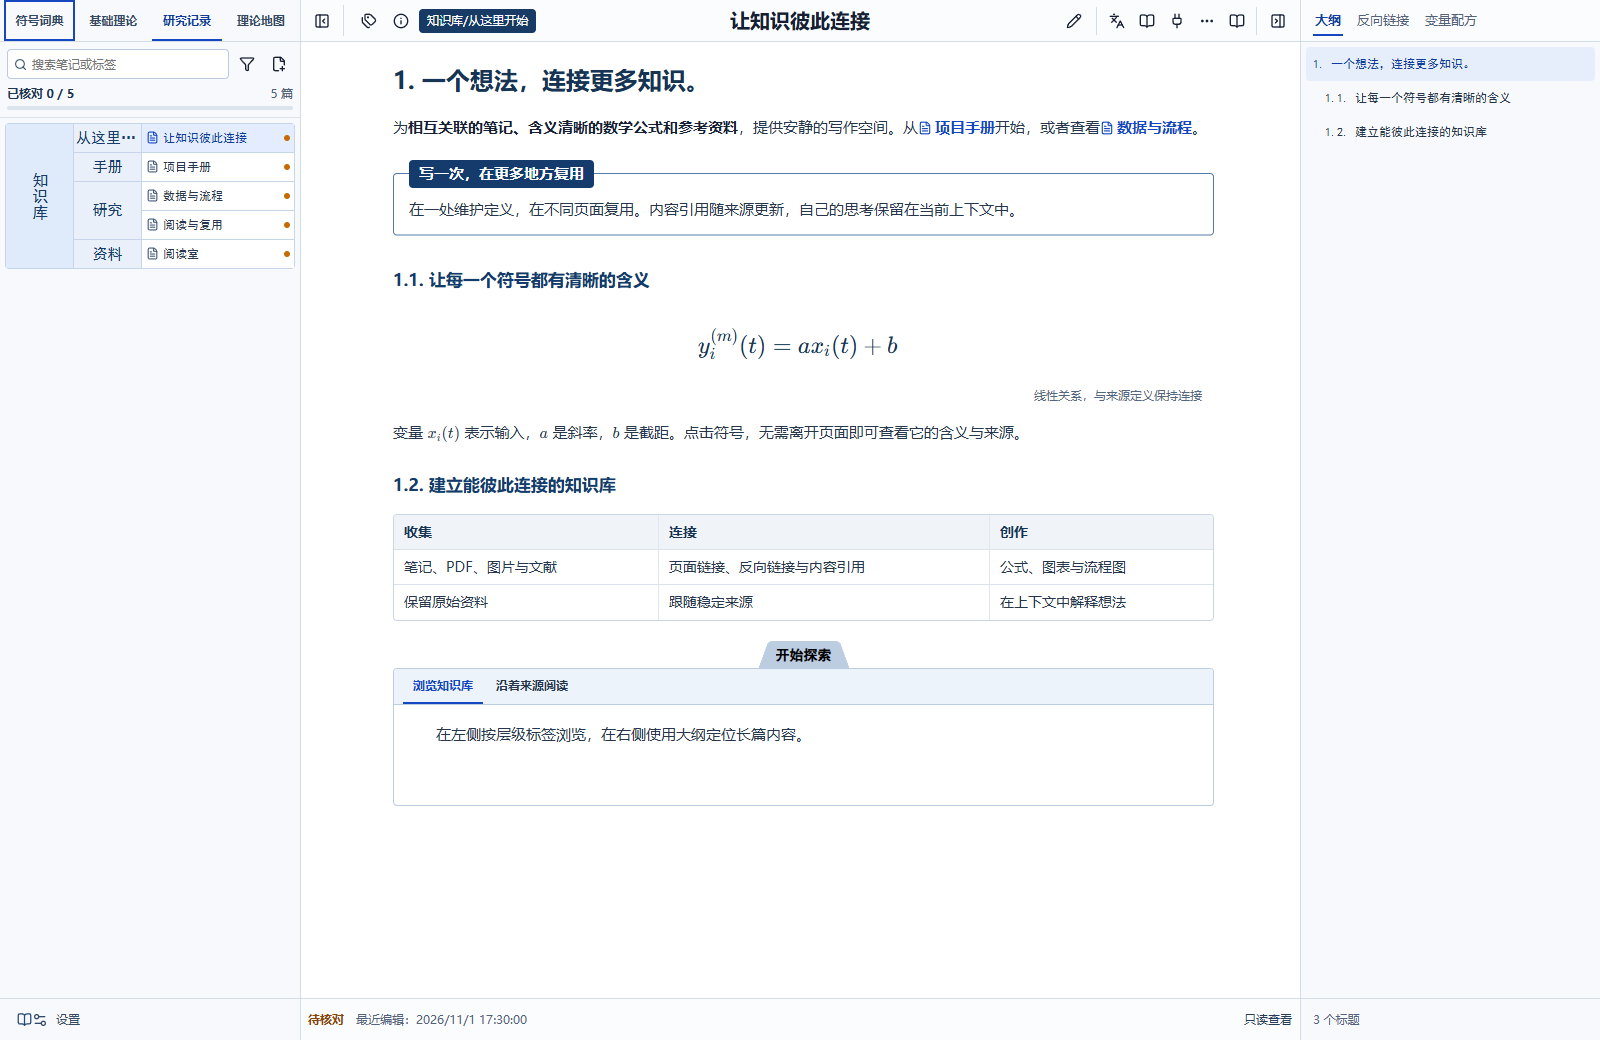 符号词典 基础理论 研究记录 理论地图
知识库/从这里开始
让知识彼此连接
大纲 反向链接 变量配方
搜索笔记或标签
已核对 0 / 5 5 篇
知识库
从这里⋯ 让知识彼此连接
手册 项目手册
研究 数据与流程
阅读与复用
资料 阅读室
1. 一个想法，连接更多知识。
为相互关联的笔记、含义清晰的数学公式和参考资料，提供安静的写作空间。从 项目手册开始，或者查看 数据与流程。
写一次，在更多地方复用
在一处维护定义，在不同页面复用。内容引用随来源更新，自己的思考保留在当前上下文中。
1.1. 让每一个符号都有清晰的含义
y_i^{(m)}(t) = ax_i(t) + b
线性关系，与来源定义保持连接
变量 x_i(t) 表示输入，a 是斜率，b 是截距。点击符号，无需离开页面即可查看它的含义与来源。
1.2. 建立能彼此连接的知识库
收集 连接 创作
笔记、PDF、图片与文献 页面链接、反向链接与内容引用 公式、图表与流程图
保留原始资料 跟随稳定来源 在上下文中解释想法
开始探索
浏览知识库 沿着来源阅读
在左侧按层级标签浏览，在右侧使用大纲定位长篇内容。
1. 一个想法，连接更多知识。
1.1. 让每一个符号都有清晰的含义
1.2. 建立能彼此连接的知识库
设置
待核对 最近编辑：2026/11/1 17:30:00
只读查看
3 个标题